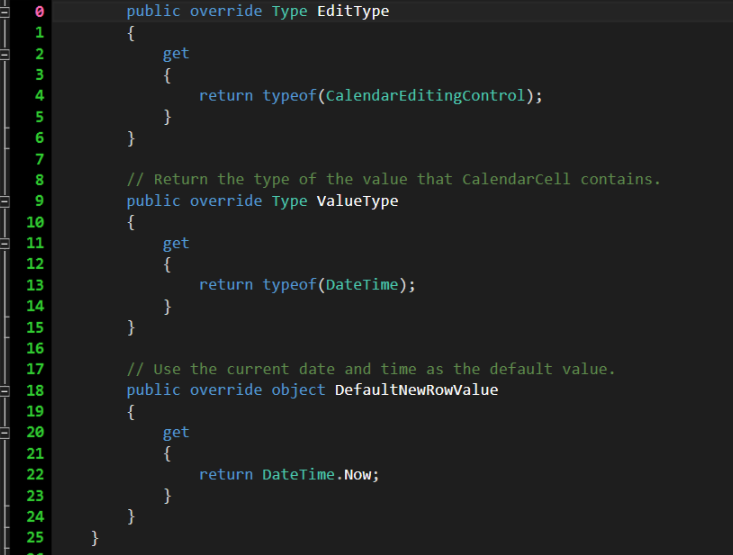 0 public override Type EditType
1 {
2 get
3 {
4 return typeof(CalendarEditingControl);
5 }
6 }
7
8 // Return the type of the value that CalendarCell contains.
9 public override Type ValueType
10 {
11 get
12 {
13 return typeof(DateTime);
14 }
15 }
16
17 // Use the current date and time as the default value.
18 public override object DefaultNewRowValue
19 {
20 get
21 {
22 return DateTime.Now;
23 }
24 }
25 }